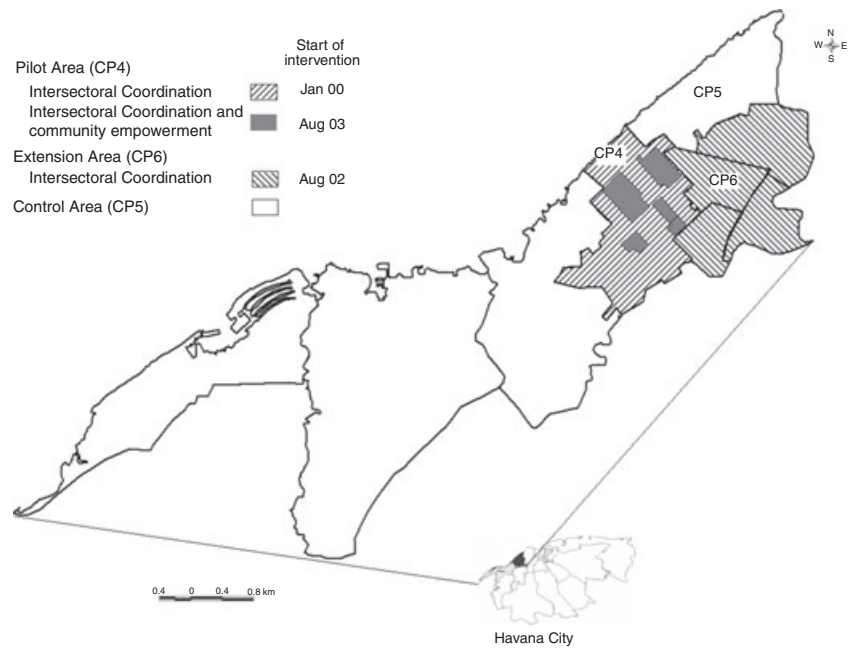 Start of
intervention
Pilot Area (CP4)
Intersectoral Coordination Jan 00
Intersectoral Coordination and
community empowerment Aug 03
Extension Area (CP6)
Intersectoral Coordination Aug 02
Control Area (CP5)
N
W E
S
CP5
CP4
CP6
0.4 0 0.4 0.8 km
Havana City